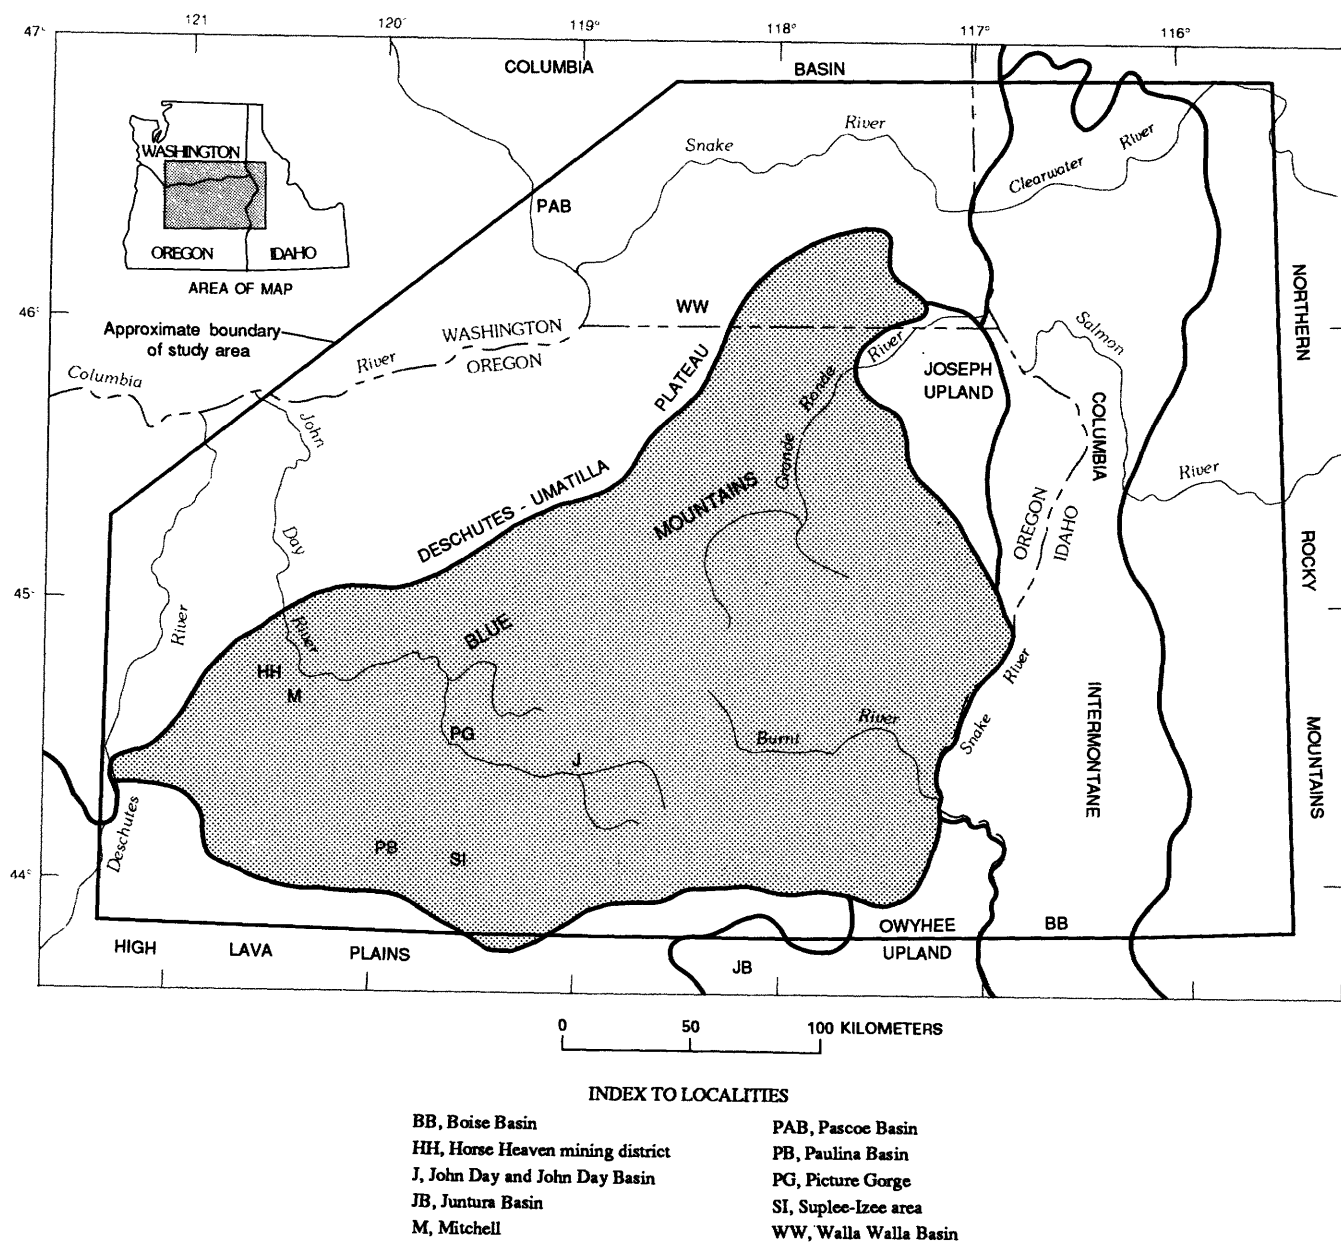 121 120° 119° 118° 117° 116°
47°
COLUMBIA BASIN
WASHINGTON
OREGON IDAHO
AREA OF MAP
Snake River
Clearwater River
PAB
46°
Approximate boundary
of study area
WW
WASHINGTON
OREGON
Columbia River
PLATEAU
River
JOSEPH
UPLAND
Salmon
NORTHERN
John
Ronde
COLUMBIA
Grande
DESCHUTES - UMATILLA
MOUNTAINS
River
OREGON
IDAHO
Day
ROCKY
45°
River
River
BLUE
HH
M
River
Snake
INTERMONTANE
MOUNTAINS
PG
Burnt River
J
Deschutes
PB
SI
44°
HIGH LAVA PLAINS
JB
OWYHEE
UPLAND
BB
0 50 100 KILOMETERS
INDEX TO LOCALITIES
BB, Boise Basin
HH, Horse Heaven mining district
J, John Day and John Day Basin
JB, Juntura Basin
M, Mitchell
PAB, Pascoe Basin
PB, Paulina Basin
PG, Picture Gorge
SI, Suplee-Izee area
WW, Walla Walla Basin